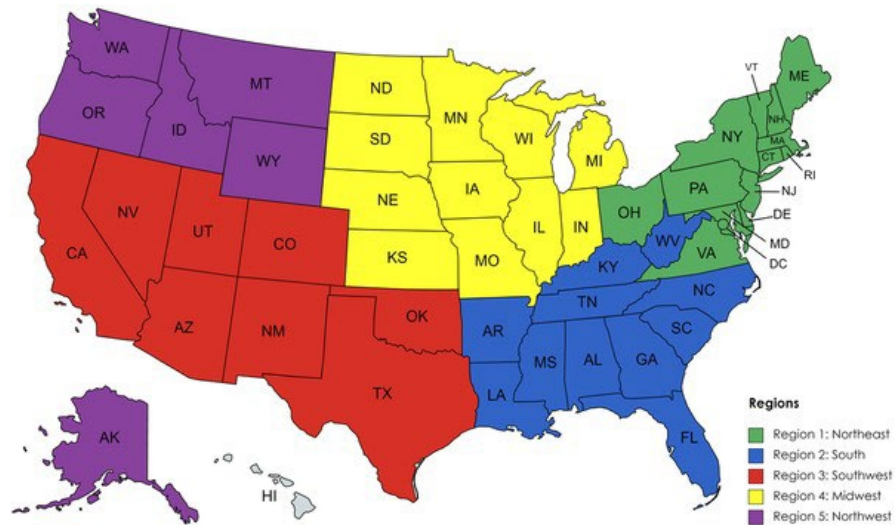 WA
MT
ND
MN
VT
ME
OR
ID
SD
WI
MI
NY
NH
MA
CT
RI
WY
NE
IA
PA
NJ
NV
UT
CO
KS
MO
IL
IN
OH
WV
VA
DE
MD
DC
CA
KY
NC
AZ
NM
OK
AR
TN
SC
TX
LA
MS
AL
GA
FL
AK
HI
Regions
Region 1: Northeast
Region 2: South
Region 3: Southwest
Region 4: Midwest
Region 5: Northwest